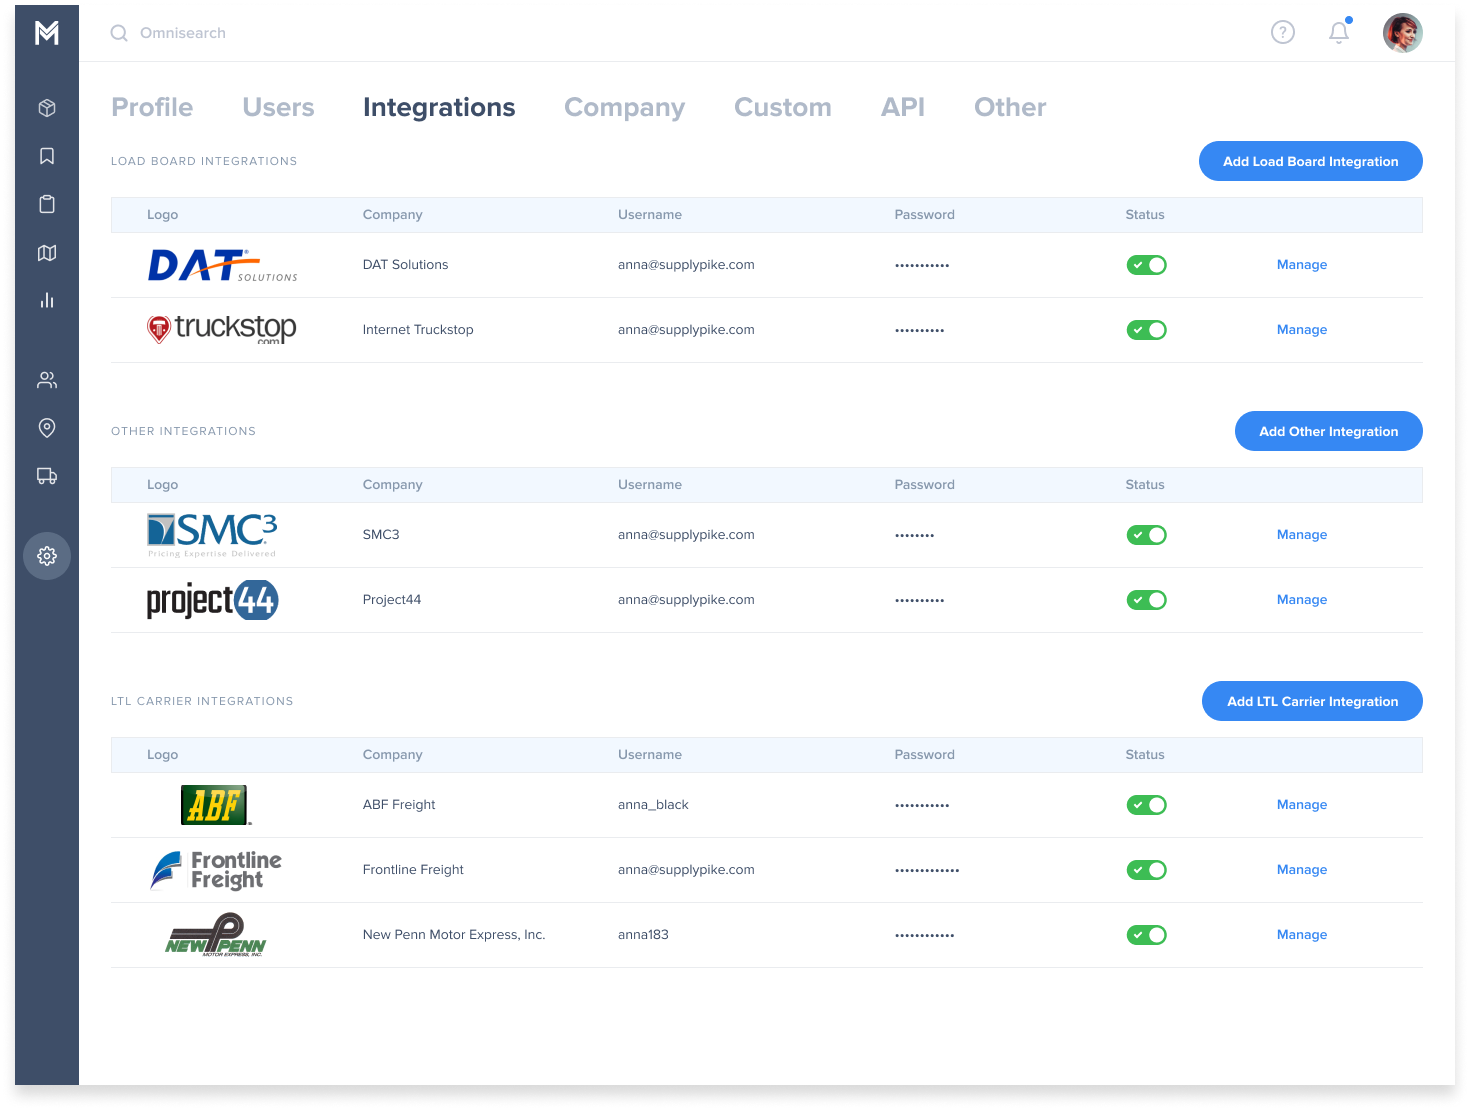 M
Omnisearch
?
Profile Users Integrations Company Custom API Other
LOAD BOARD INTEGRATIONS
Add Load Board Integration
Logo Company Username Password Status
DAT SOLUTIONS DAT Solutions anna@supplypike.com ••••••••••• Manage
truckstop.com Internet Truckstop anna@supplypike.com •••••••••• Manage
OTHER INTEGRATIONS
Add Other Integration
Logo Company Username Password Status
SMC³
Pricing Expertise Delivered
SMC3 anna@supplypike.com •••••••• Manage
project44 Project44 anna@supplypike.com •••••••••• Manage
LTL CARRIER INTEGRATIONS
Add LTL Carrier Integration
Logo Company Username Password Status
ABF ABF Freight anna_black ••••••••••• Manage
Frontline
Freight
Frontline Freight anna@supplypike.com ••••••••••••• Manage
NEW PENN
MOTOR EXPRESS, INC.
New Penn Motor Express, Inc. anna183 •••••••••••• Manage